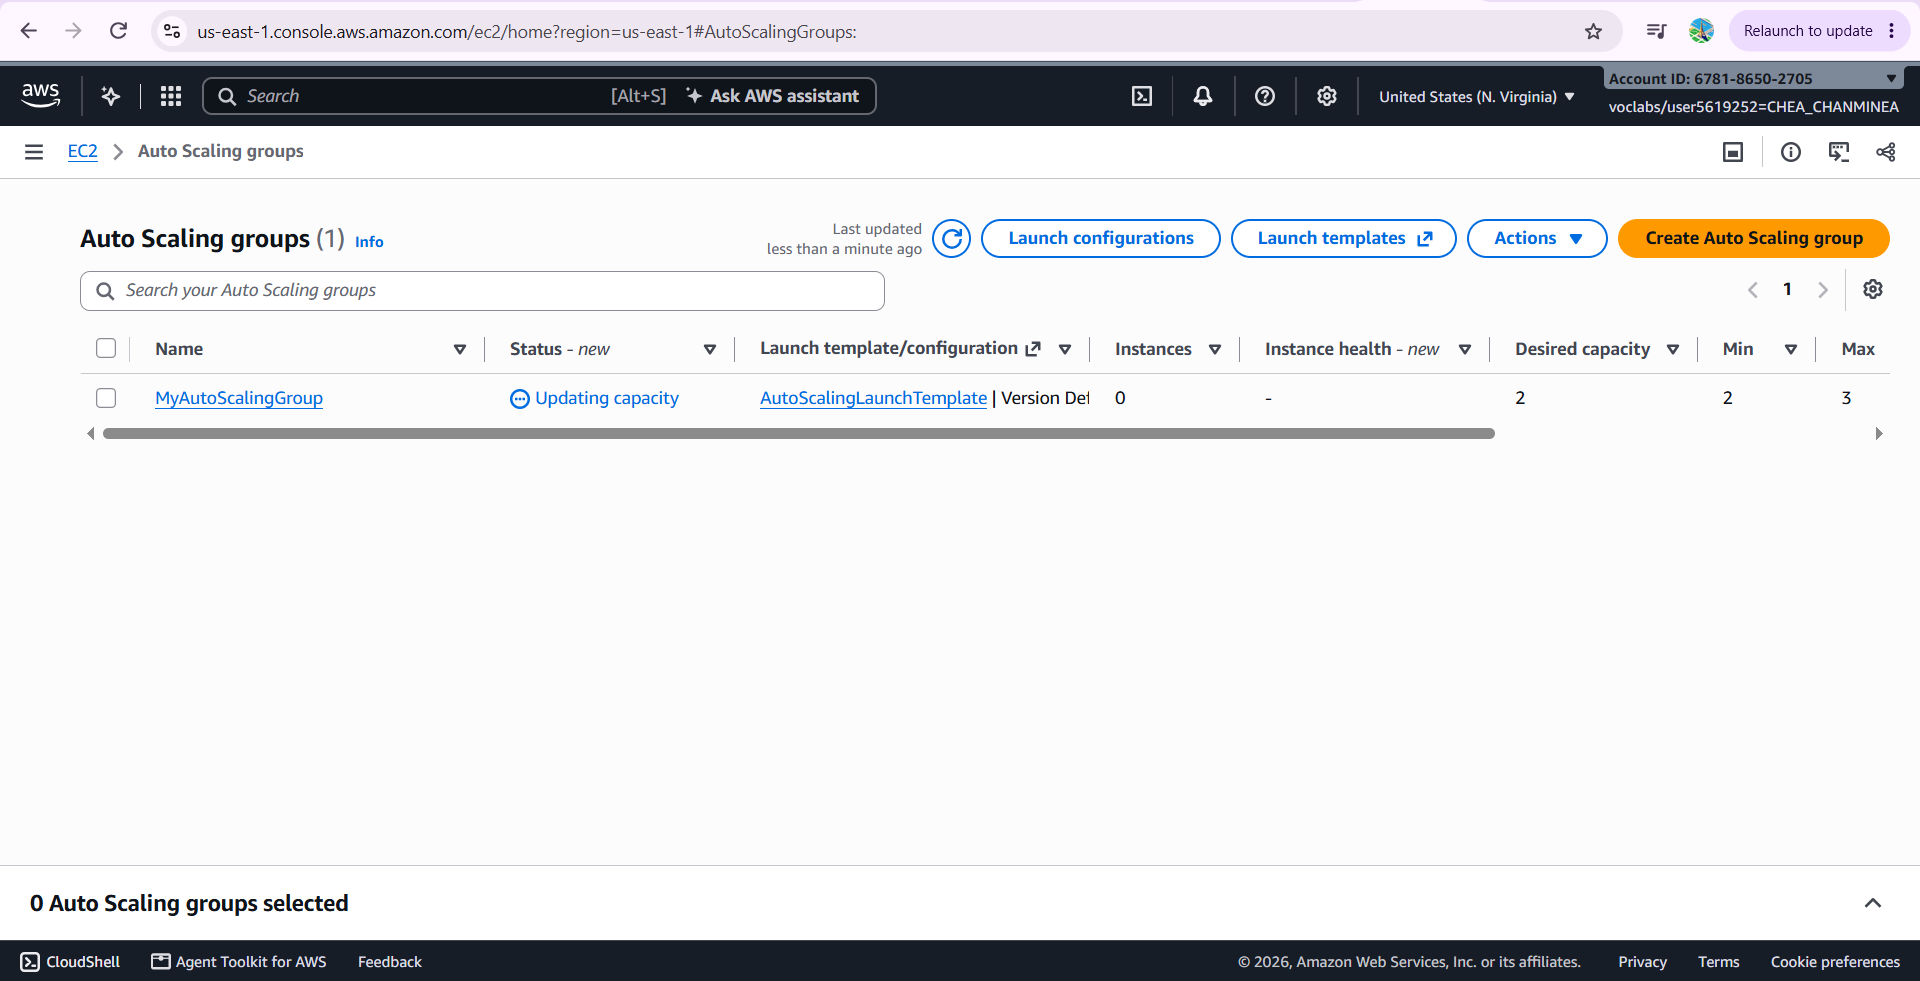 us-east-1.console.aws.amazon.com/ec2/home?region=us-east-1#AutoScalingGroups:
Relaunch to update
aws
Search
[Alt+S]
Ask AWS assistant
United States (N. Virginia)
Account ID: 6781-8650-2705
voclabs/user5619252=CHEA_CHANMINEA
EC2
Auto Scaling groups
Auto Scaling groups (1)
Info
Last updated
less than a minute ago
Launch configurations
Launch templates
Actions
Create Auto Scaling group
Search your Auto Scaling groups
1
Name
Status - new
Launch template/configuration
Instances
Instance health - new
Desired capacity
Min
Max
MyAutoScalingGroup
Updating capacity
AutoScalingLaunchTemplate | Version Def
0
-
2
2
3
0 Auto Scaling groups selected
CloudShell
Agent Toolkit for AWS
Feedback
© 2026, Amazon Web Services, Inc. or its affiliates.
Privacy
Terms
Cookie preferences